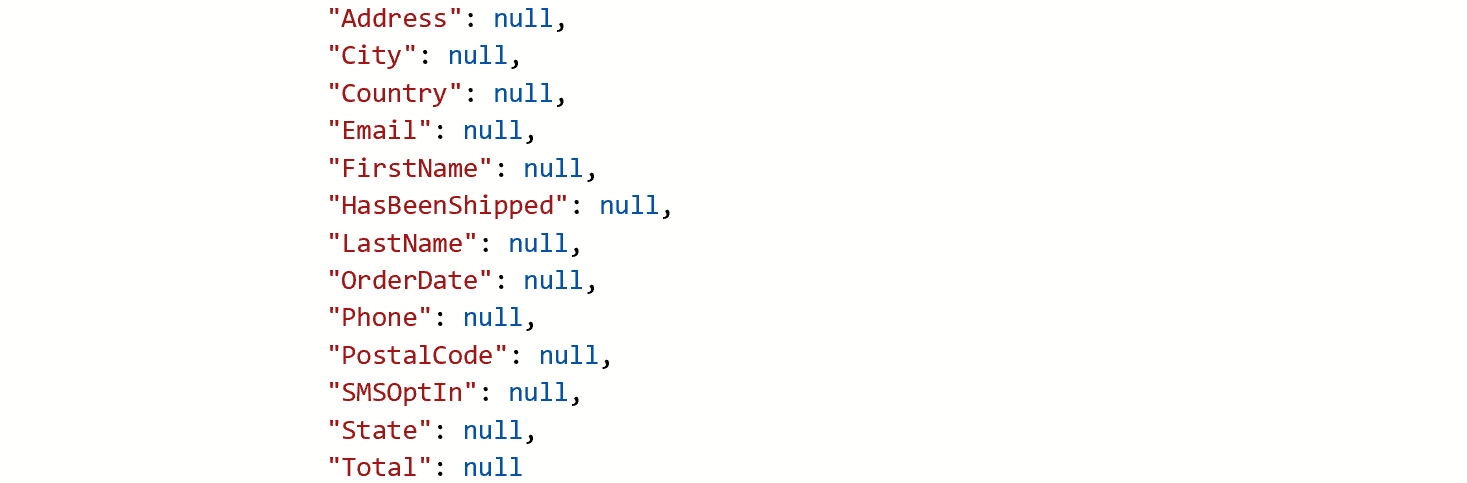 "Address": null,
"City": null,
"Country": null,
"Email": null,
"FirstName": null,
"HasBeenShipped": null,
"LastName": null,
"OrderDate": null,
"Phone": null,
"PostalCode": null,
"SMSOptIn": null,
"State": null,
"Total": null